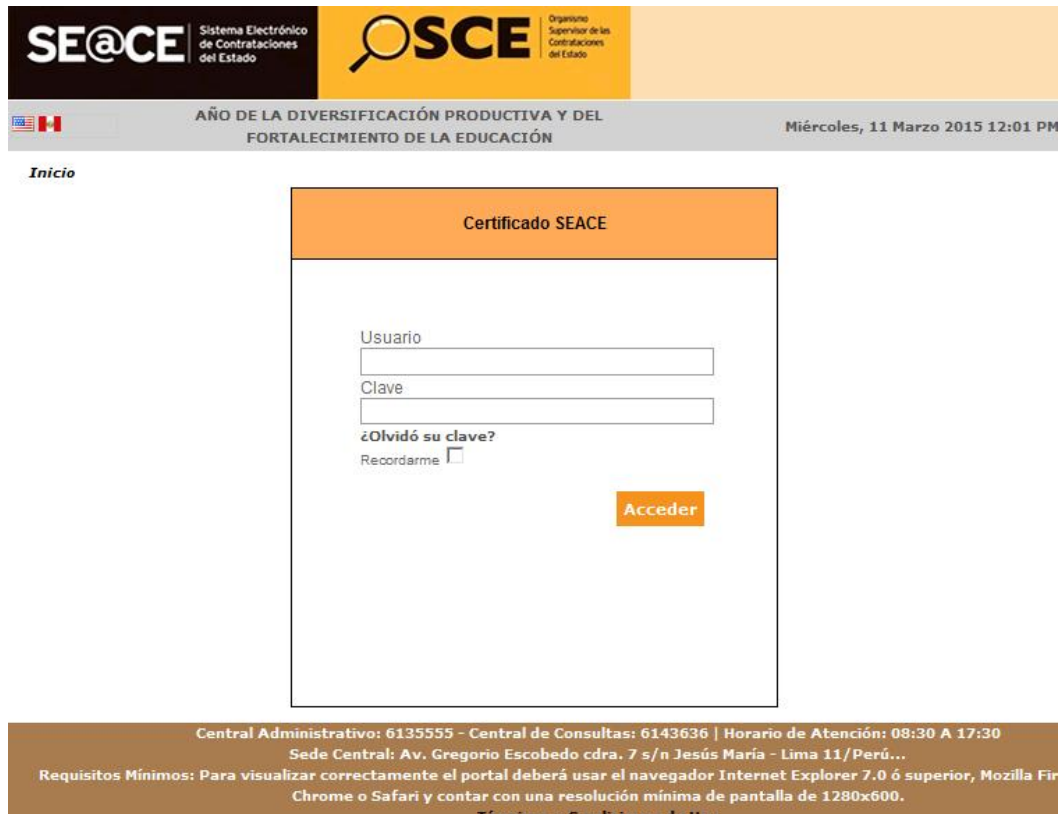 SE@CE
Sistema Electrónico
de Contrataciones
del Estado
OSCE
Organismo
Supervisor de las
Contrataciones
del Estado
AÑO DE LA DIVERSIFICACIÓN PRODUCTIVA Y DEL
FORTALECIMIENTO DE LA EDUCACIÓN
Miércoles, 11 Marzo 2015 12:01 PM
Inicio
Certificado SEACE
Usuario
Clave
¿Olvidó su clave?
Recordarme
Acceder
Central Administrativo: 6135555 - Central de Consultas: 6143636 | Horario de Atención: 08:30 A 17:30
Sede Central: Av. Gregorio Escobedo cdra. 7 s/n Jesús María - Lima 11/Perú...
Requisitos Mínimos: Para visualizar correctamente el portal deberá usar el navegador Internet Explorer 7.0 ó superior, Mozilla Fir
Chrome o Safari y contar con una resolución mínima de pantalla de 1280x600.